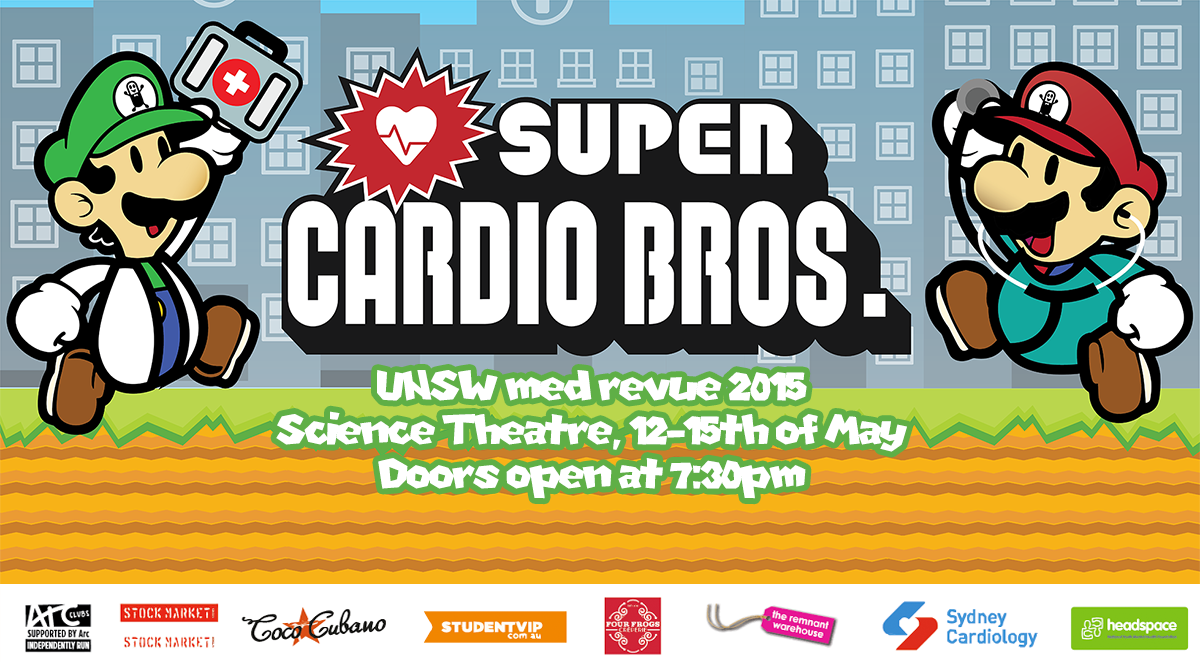 SUPER
CARDIO BROS.
UNSW med revue 2015
Science Theatre, 12-15th of May
Doors open at 7:30pm
Arc CLUBS
SUPPORTED BY Arc
INDEPENDENTLY RUN
STOCK MARKET!
STOCK MARKET!
Coco Cubano
STUDENTVIP
.com.au
FOUR FROGS
CRÊPERIE
the remnant
warehouse
Sydney
Cardiology
headspace